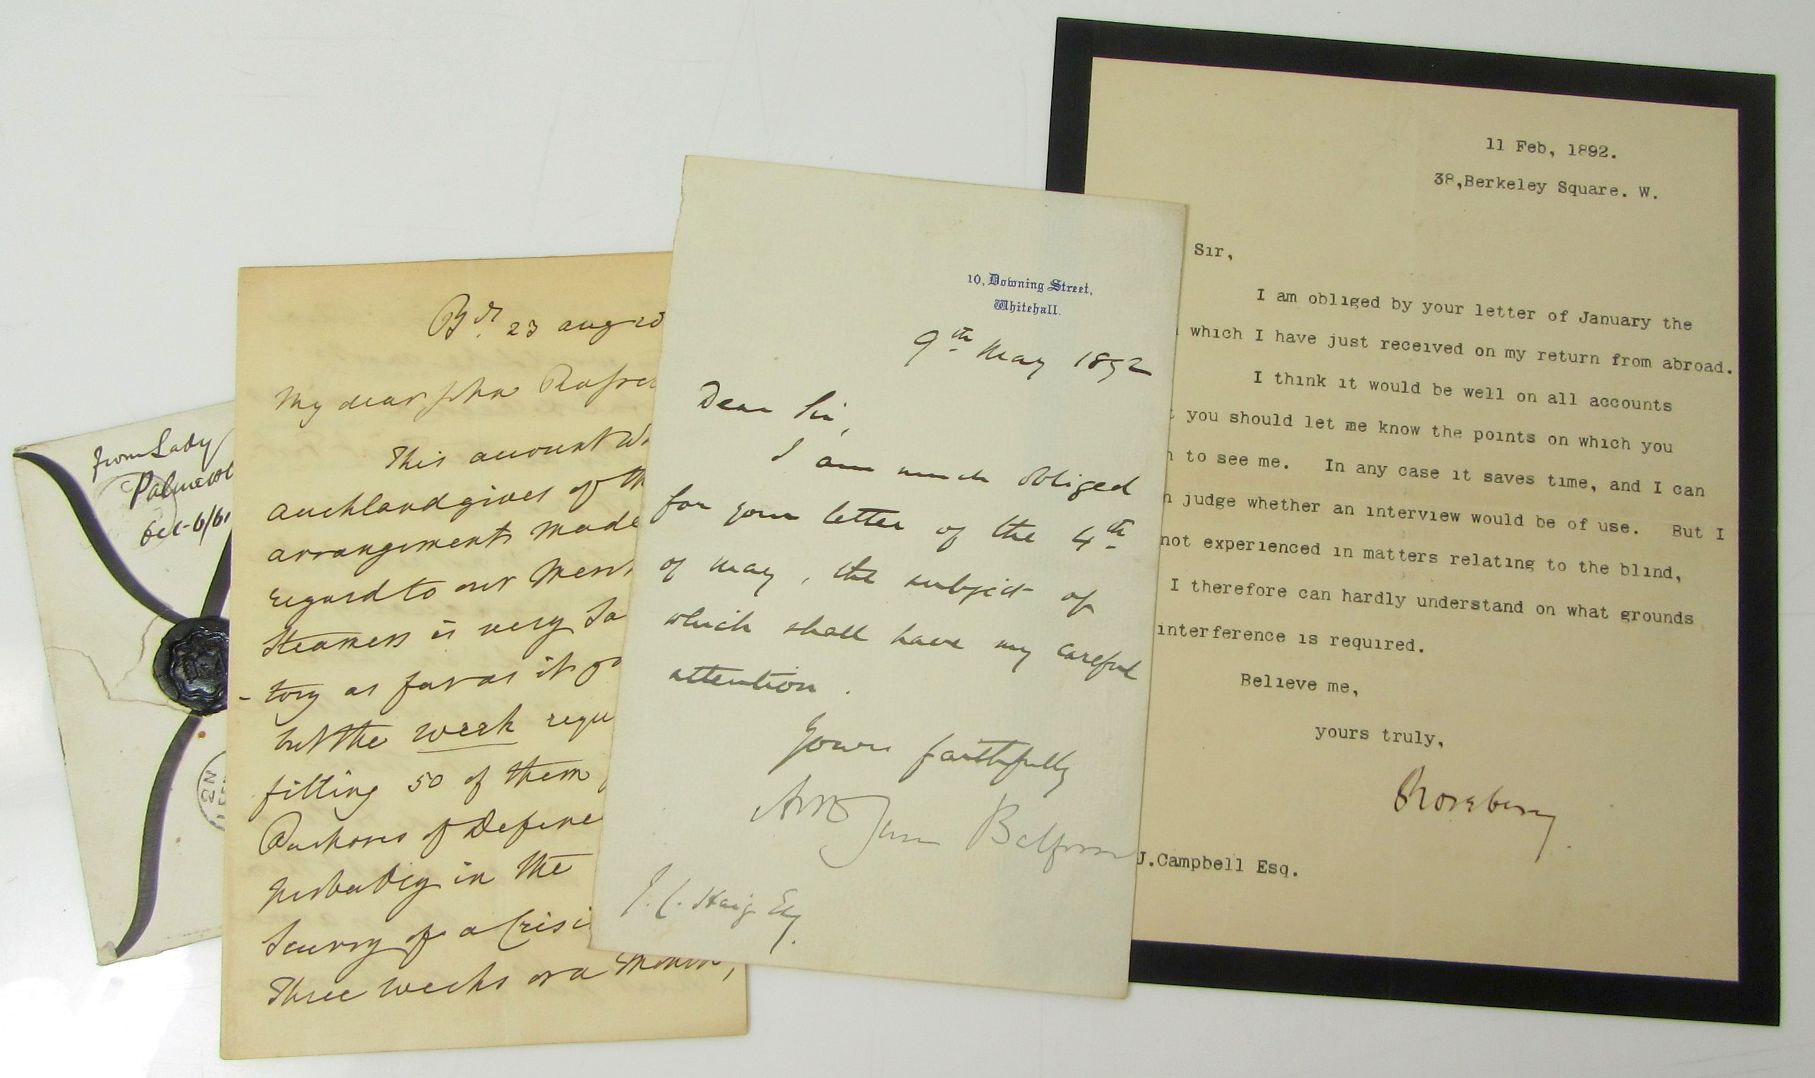 from Lady
Oct-6/6
Bdr. 23 aug
My dear John
This account
Auckland gives of th
arrangements made
regard to our
Steamers is very Sa
-tory as far as it go
but the week requ
fitting 50 of them
Purposes of Defence
probably in the
Scurry of a Crisi
Three weeks or a Month,
10, Downing Street,
Whitehall.
9th May 1892
Dear Sir,
I am much obliged
for your letter of the 4th
of May, the subject of
which shall have my careful
attention.
Yours faithfully
Arthur James Balfour
Haig Esq.
11 Feb, 1892.
38,Berkeley Square. W.
Sir,
I am obliged by your letter of January the
which I have just received on my return from abroad.
I think it would be well on all accounts
t you should let me know the points on which you
h to see me. In any case it saves time, and I can
n judge whether an interview would be of use. But I
not experienced in matters relating to the blind,
I therefore can hardly understand on what grounds
interference is required.
Believe me,
yours truly,
Rosebery
J.Campbell Esq.